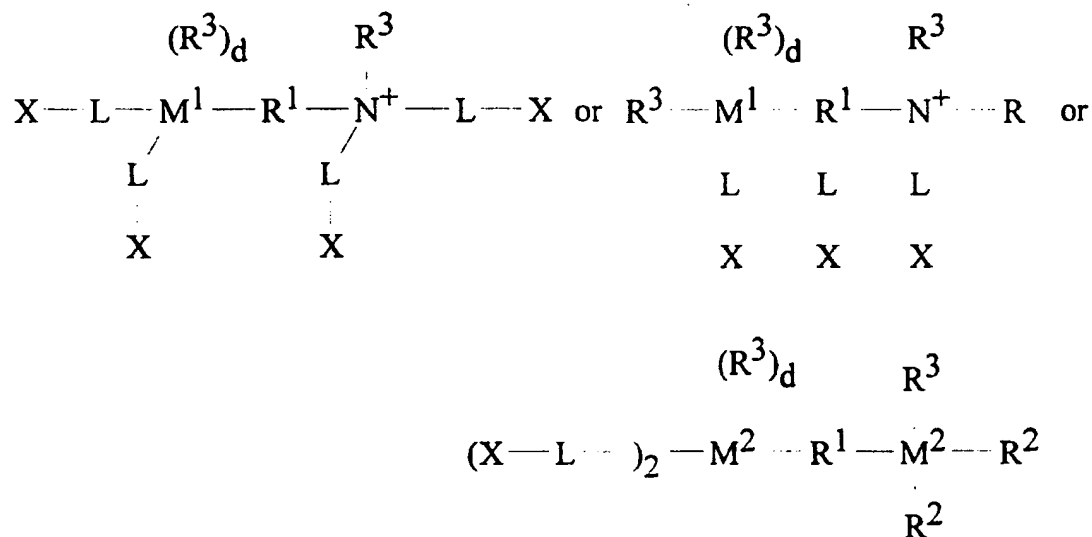 (R³)d R³ (R³)d R³
X—L—M¹—R¹—N⁺—L—X or R³—M¹—R¹—N⁺—R or
L L L L L
X X X X X
(R³)d R³
(X—L—)₂—M²—R¹—M²—R²
R²